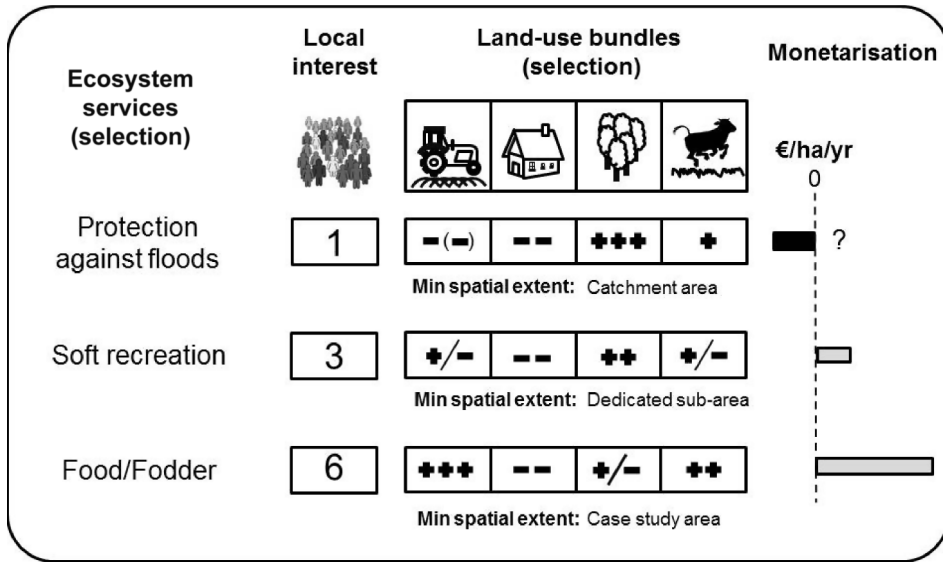 Ecosystem
services
(selection)
Local
interest
Land-use bundles
(selection)
Monetarisation
€/ha/yr
0
Protection
against floods
1
-(-) -- +++ +
?
Min spatial extent: Catchment area
Soft recreation
3
+/- -- ++ +/-
Min spatial extent: Dedicated sub-area
Food/Fodder
6
+++ -- +/- ++
Min spatial extent: Case study area